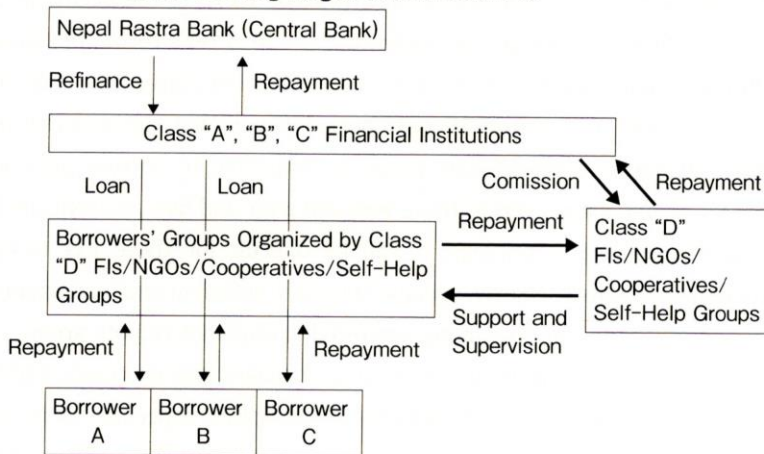 Nepal Rastra Bank (Central Bank)
Refinance
Repayment
Class “A”, “B”, “C” Financial Institutions
Loan
Loan
Comission
Repayment
Borrowers’ Groups Organized by Class
“D” FIs/NGOs/Cooperatives/Self-Help
Groups
Repayment
Support and
Supervision
Class “D”
FIs/NGOs/
Cooperatives/
Self-Help Groups
Repayment
Repayment
Borrower
A
Borrower
B
Borrower
C